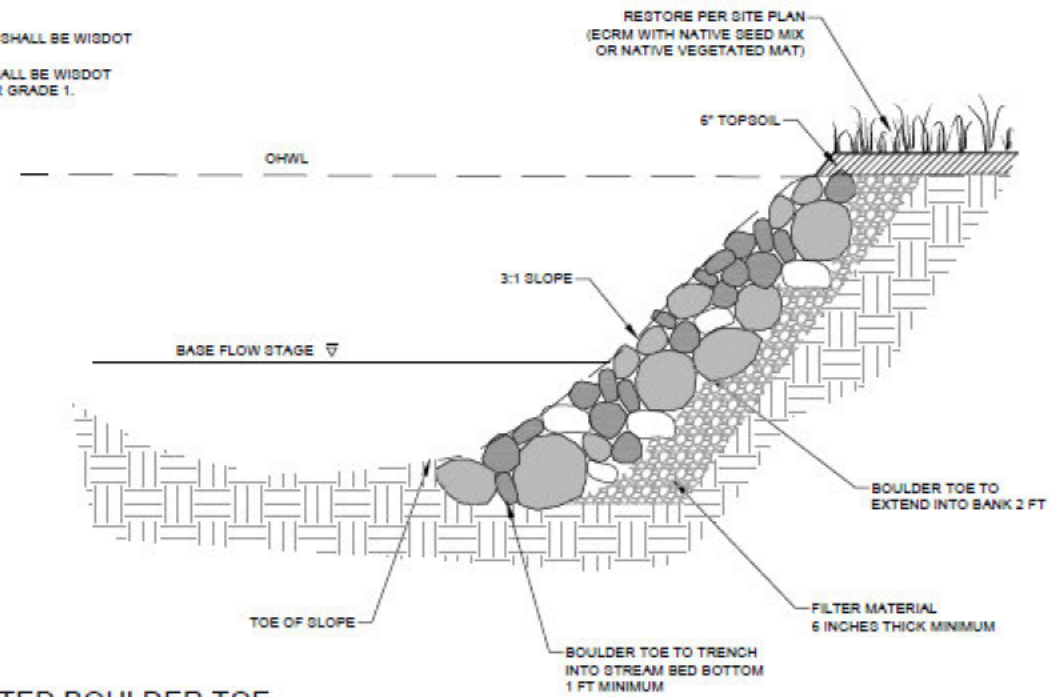 SHALL BE WISDOT
ALL BE WISDOT
GRADE 1.
RESTORE PER SITE PLAN
(ECRM WITH NATIVE SEED MIX
OR NATIVE VEGETATED MAT)
6" TOPSOIL
OHWL
3:1 SLOPE
BASE FLOW STAGE
BOULDER TOE TO
EXTEND INTO BANK 2 FT
TOE OF SLOPE
FILTER MATERIAL
6 INCHES THICK MINIMUM
BOULDER TOE TO TRENCH
INTO STREAM BED BOTTOM
1 FT MINIMUM
TED BOULDER TOE